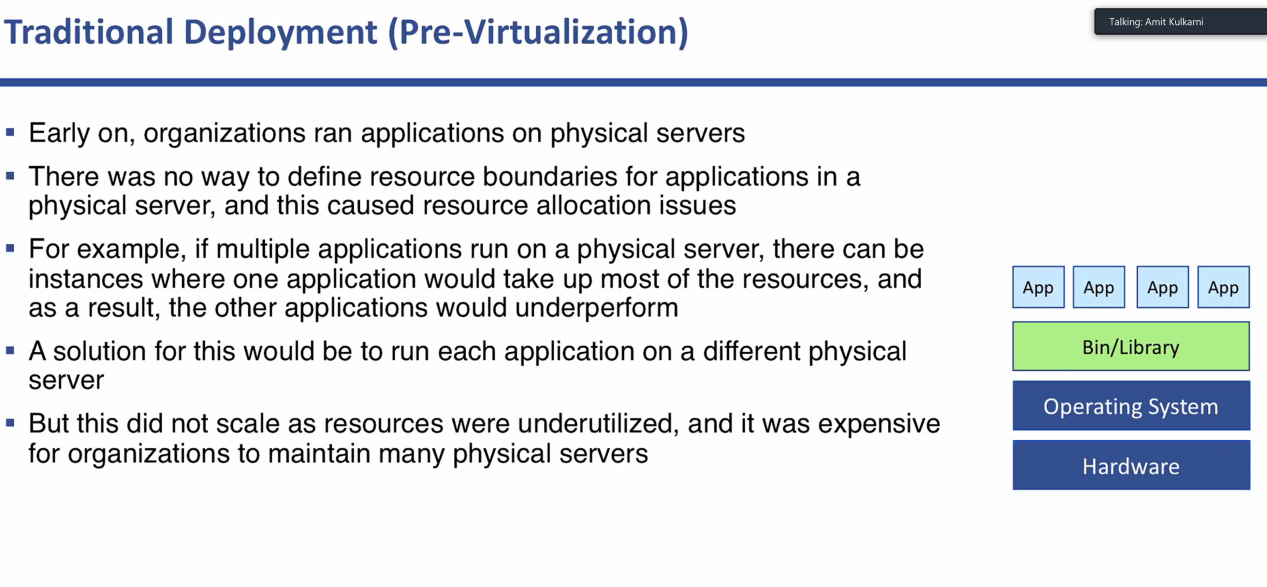 Traditional Deployment (Pre-Virtualization)
Talking: Amit Kulkarni
▪ Early on, organizations ran applications on physical servers
▪ There was no way to define resource boundaries for applications in a
physical server, and this caused resource allocation issues
▪ For example, if multiple applications run on a physical server, there can be
instances where one application would take up most of the resources, and
as a result, the other applications would underperform
▪ A solution for this would be to run each application on a different physical
server
▪ But this did not scale as resources were underutilized, and it was expensive
for organizations to maintain many physical servers
App App App App
Bin/Library
Operating System
Hardware